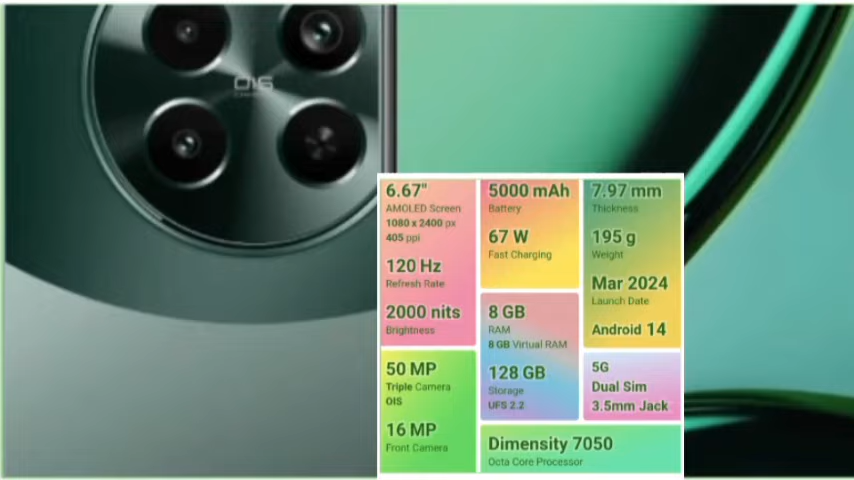 OIS
6.67"
AMOLED Screen
1080 x 2400 px
405 ppi
120 Hz
Refresh Rate
2000 nits
Brightness
50 MP
Triple Camera
OIS
16 MP
Front Camera
5000 mAh
Battery
67 W
Fast Charging
8 GB
RAM
8 GB Virtual RAM
128 GB
Storage
UFS 2.2
7.97 mm
Thickness
195 g
Weight
Mar 2024
Launch Date
Android 14
5G
Dual Sim
3.5mm Jack
Dimensity 7050
Octa Core Processor